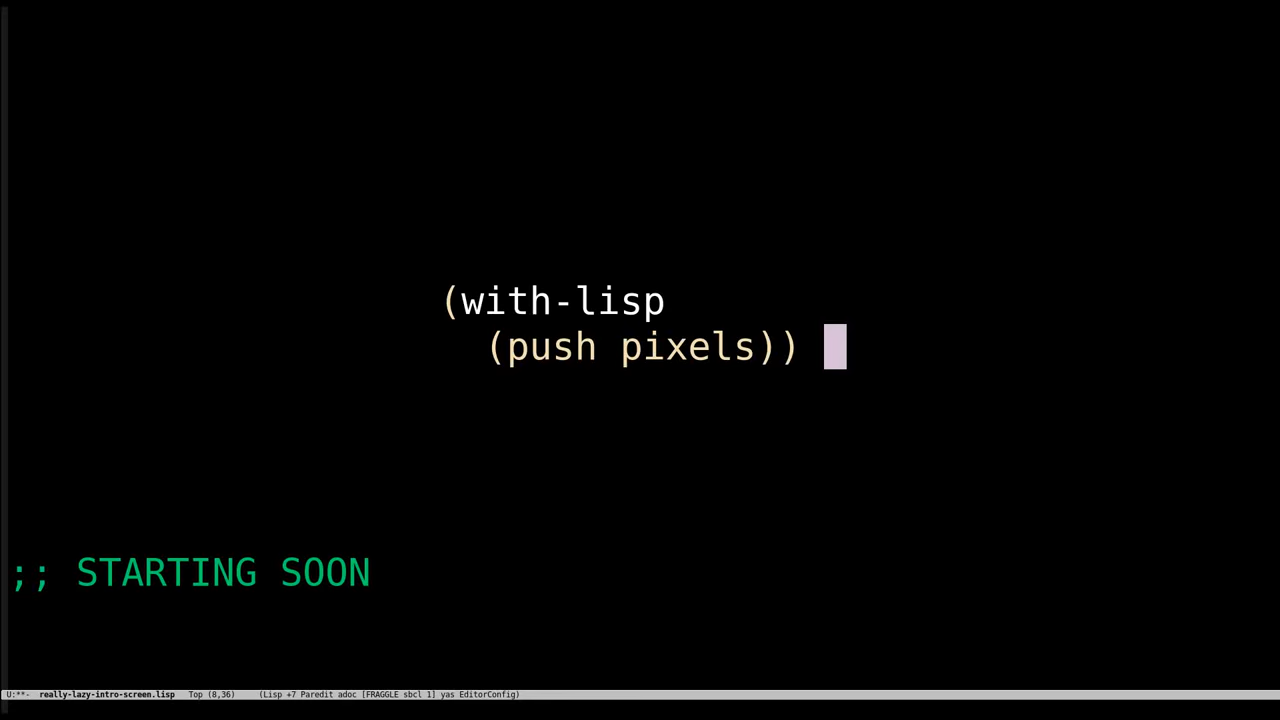 (with-lisp
(push pixels))
;; STARTING SOON
U:**- really-lazy-intro-screen.lisp Top (8,36) (Lisp +7 Paredit adoc [FRAGGLE sbcl 1] yas EditorConfig)